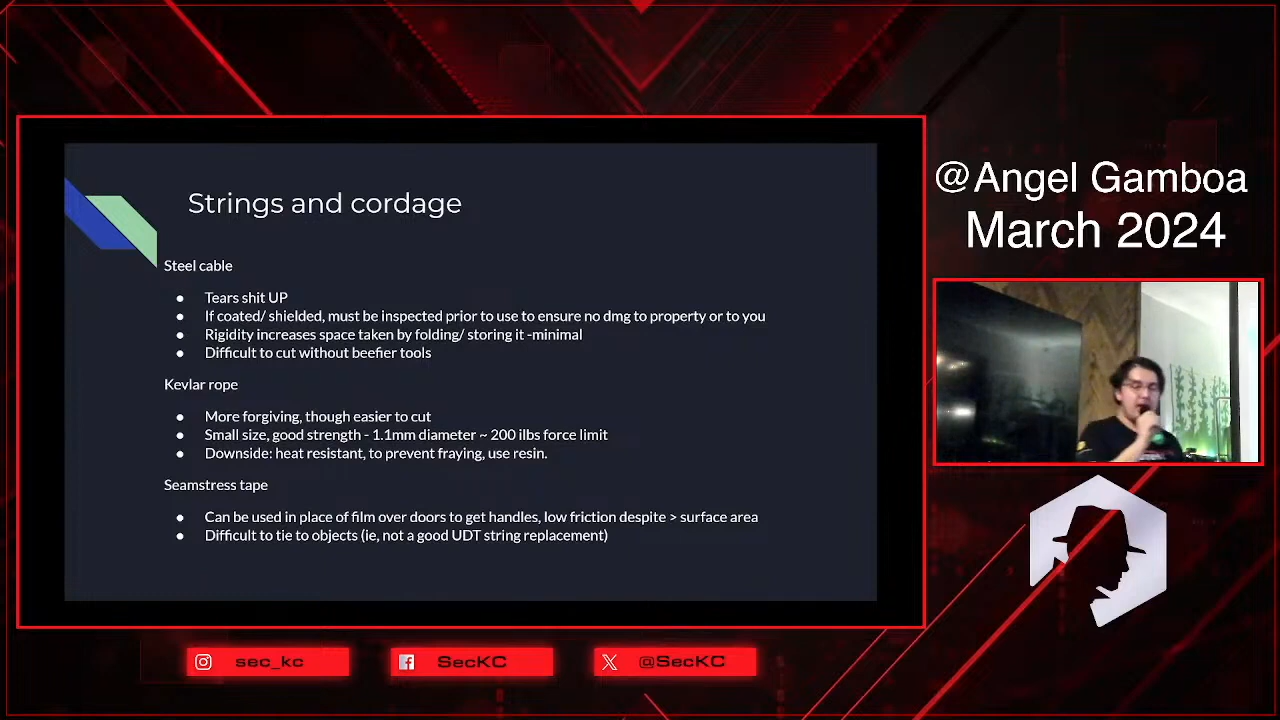 Strings and cordage
Steel cable
● Tears shit UP
● If coated/ shielded, must be inspected prior to use to ensure no dmg to property or to you
● Rigidity increases space taken by folding/ storing it -minimal
● Difficult to cut without beefier tools
Kevlar rope
● More forgiving, though easier to cut
● Small size, good strength - 1.1mm diameter ~ 200 ilbs force limit
● Downside: heat resistant, to prevent fraying, use resin.
Seamstress tape
● Can be used in place of film over doors to get handles, low friction despite > surface area
● Difficult to tie to objects (ie, not a good UDT string replacement)
@Angel Gamboa
March 2024
sec_kc
SecKC
@SecKC